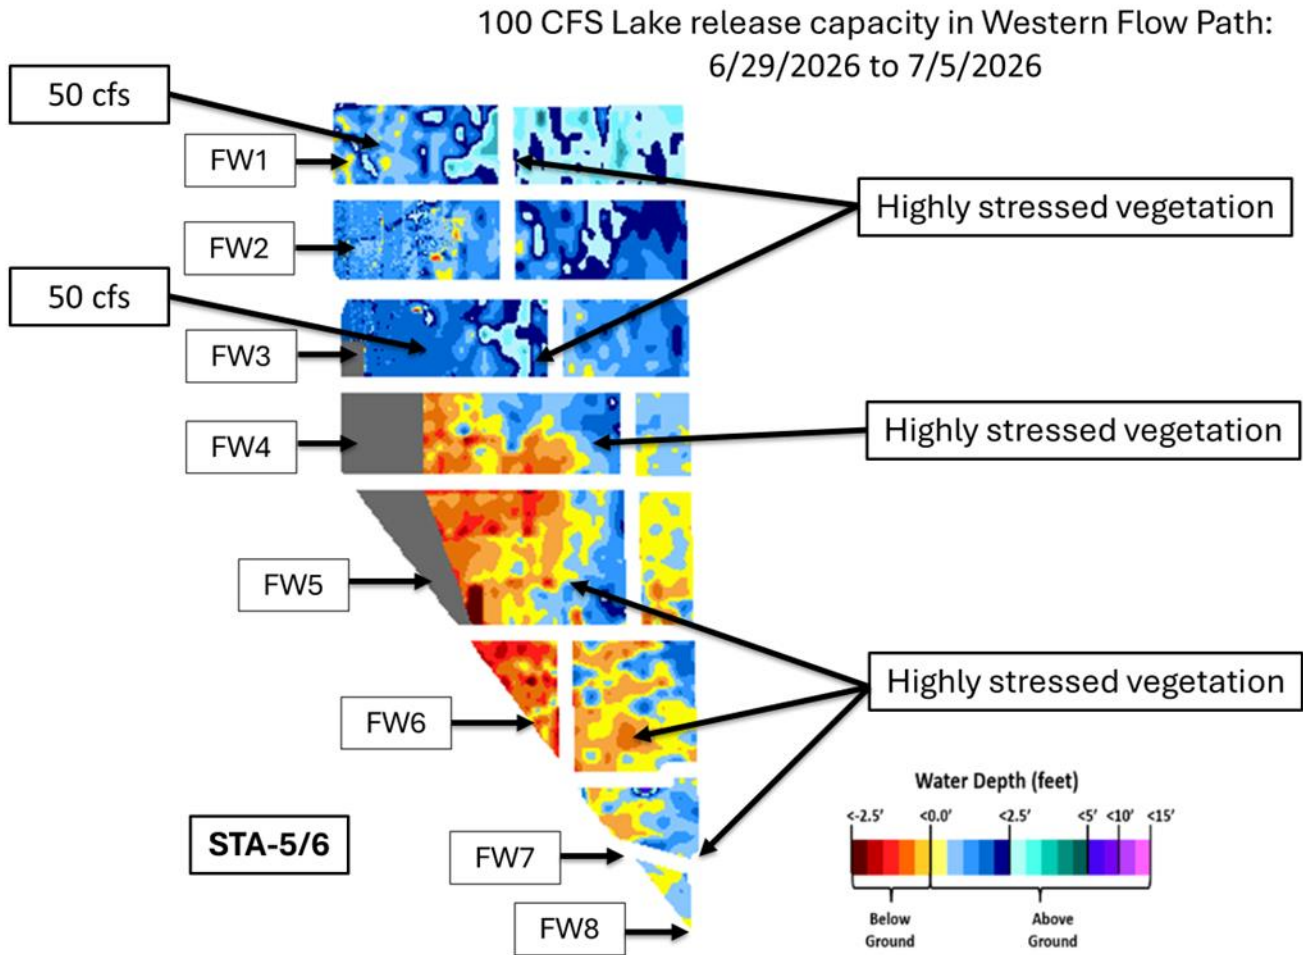 100 CFS Lake release capacity in Western Flow Path:
6/29/2026 to 7/5/2026
50 cfs
FW1
Highly stressed vegetation
FW2
50 cfs
FW3
Highly stressed vegetation
FW4
FW5
Highly stressed vegetation
FW6
STA-5/6
FW7
FW8
Water Depth (feet)
<-2.5' <0.0' <2.5' <5' <10' <15'
Below
Ground
Above
Ground